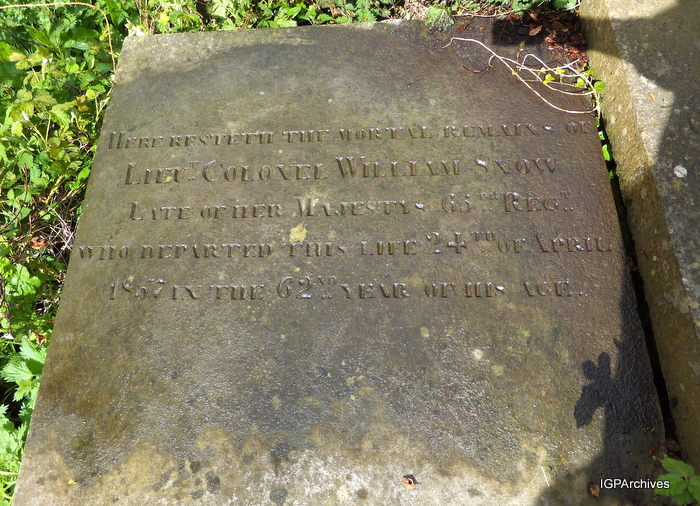 Here resteth the mortal remains of
Lieut. Colonel William Snow
Late of Her Majestys 65th Regt.
who departed this life 24th of April
1857 in the 62nd year of his age.
IGPArchives